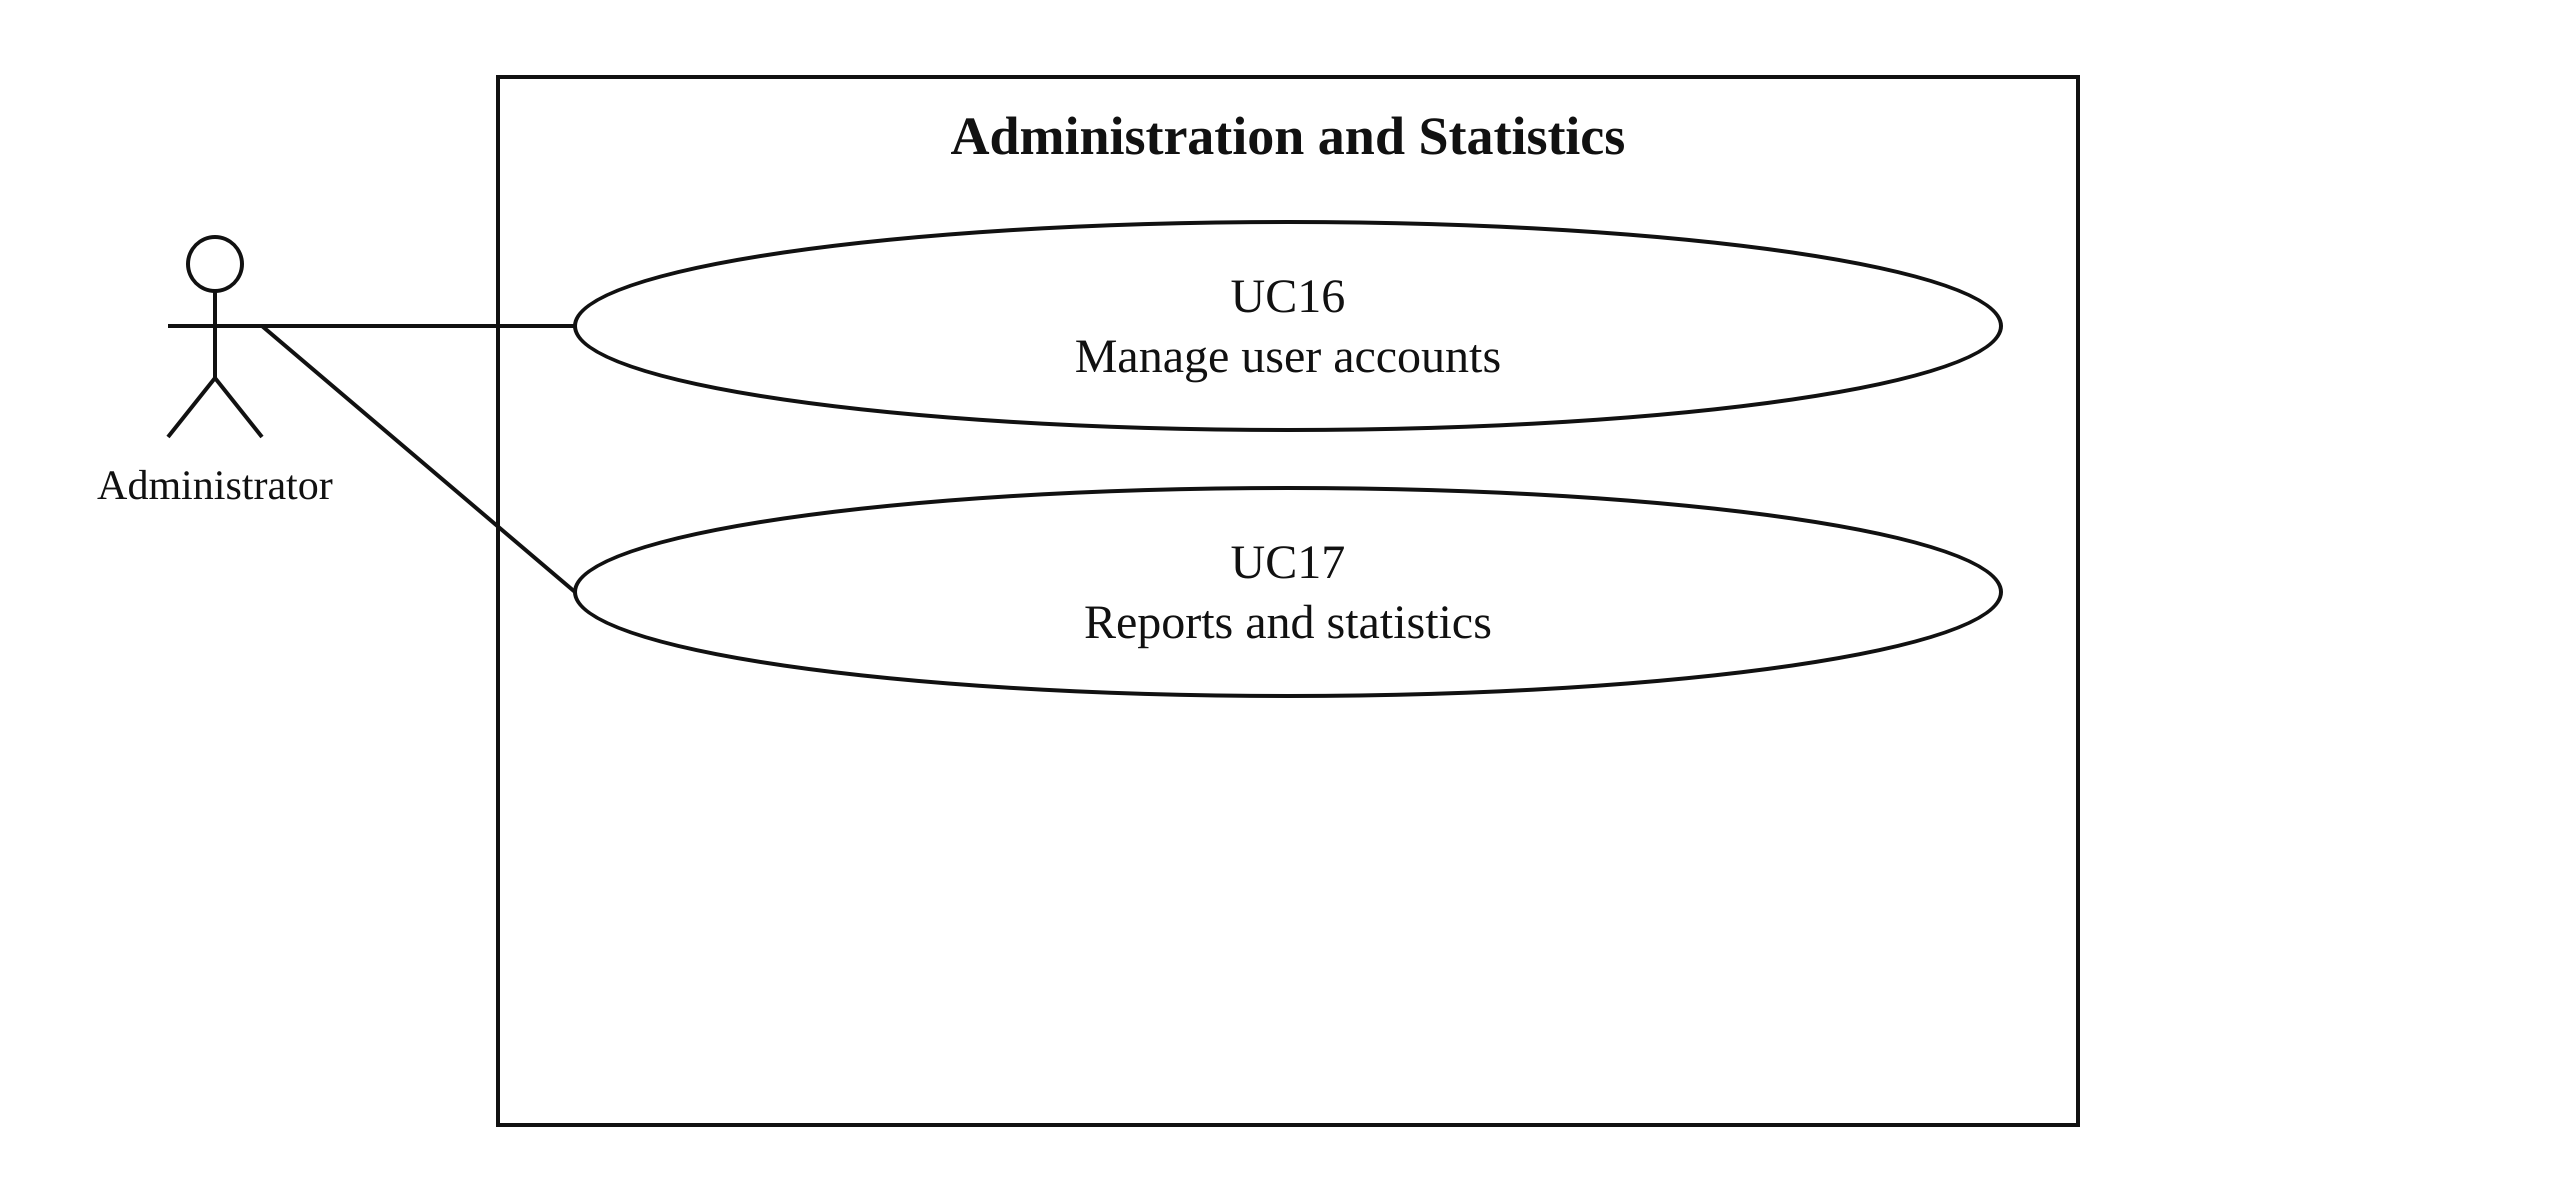 Administration and Statistics
UC16
Manage user accounts
Administrator
UC17
Reports and statistics